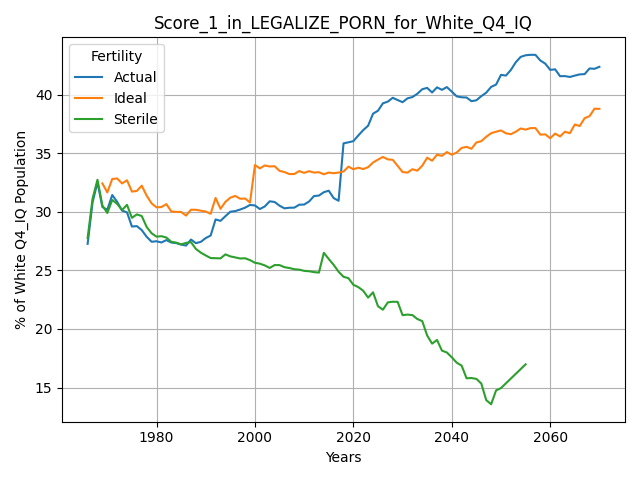 Score_1_in_LEGALIZE_PORN_for_White_Q4_IQ
Fertility
Actual
Ideal
Sterile
% of White Q4_IQ Population
40
35
30
25
20
15
1980
2000
2020
2040
2060
Years